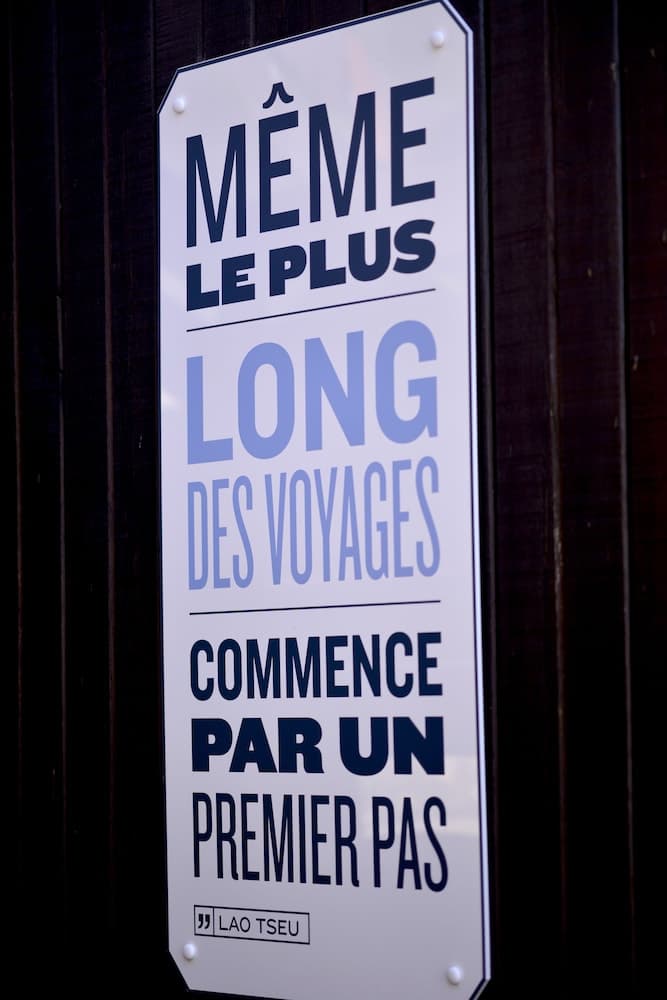 MÊME
LE PLUS
LONG
DES VOYAGES
COMMENCE
PAR UN
PREMIER PAS
” LAO TSEU